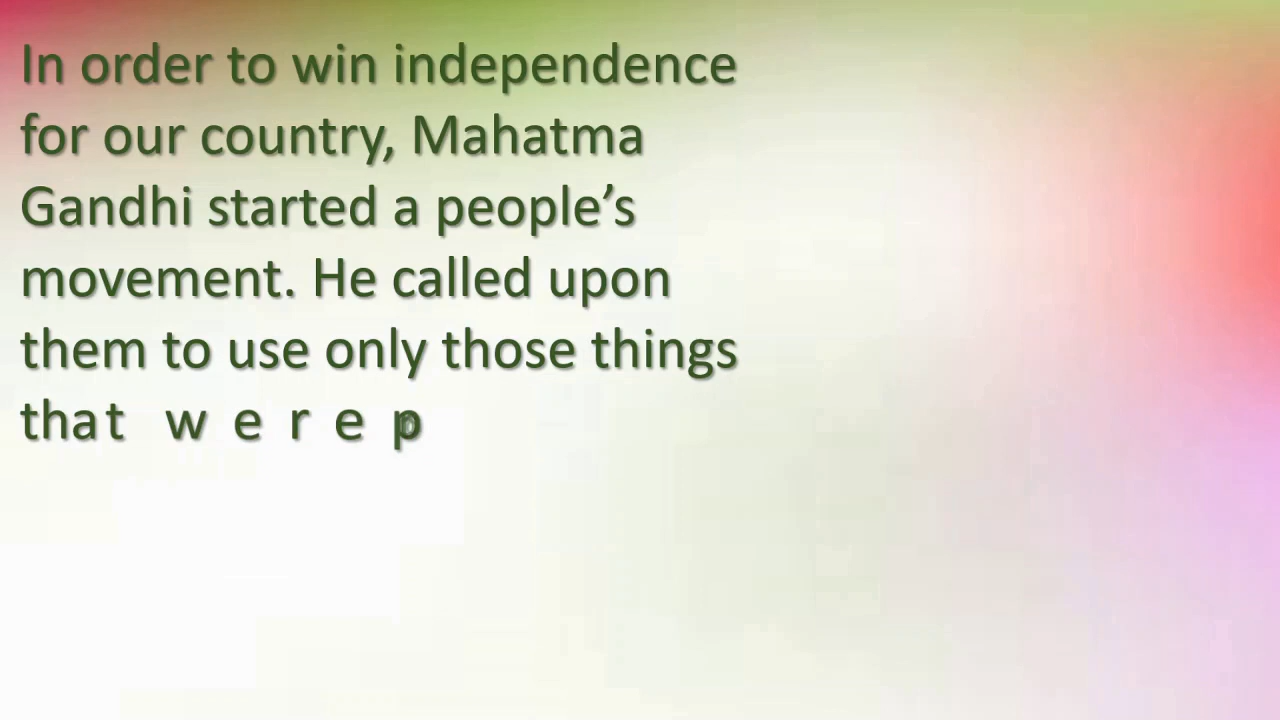 In order to win independence
for our country, Mahatma
Gandhi started a people’s
movement. He called upon
them to use only those things
that were